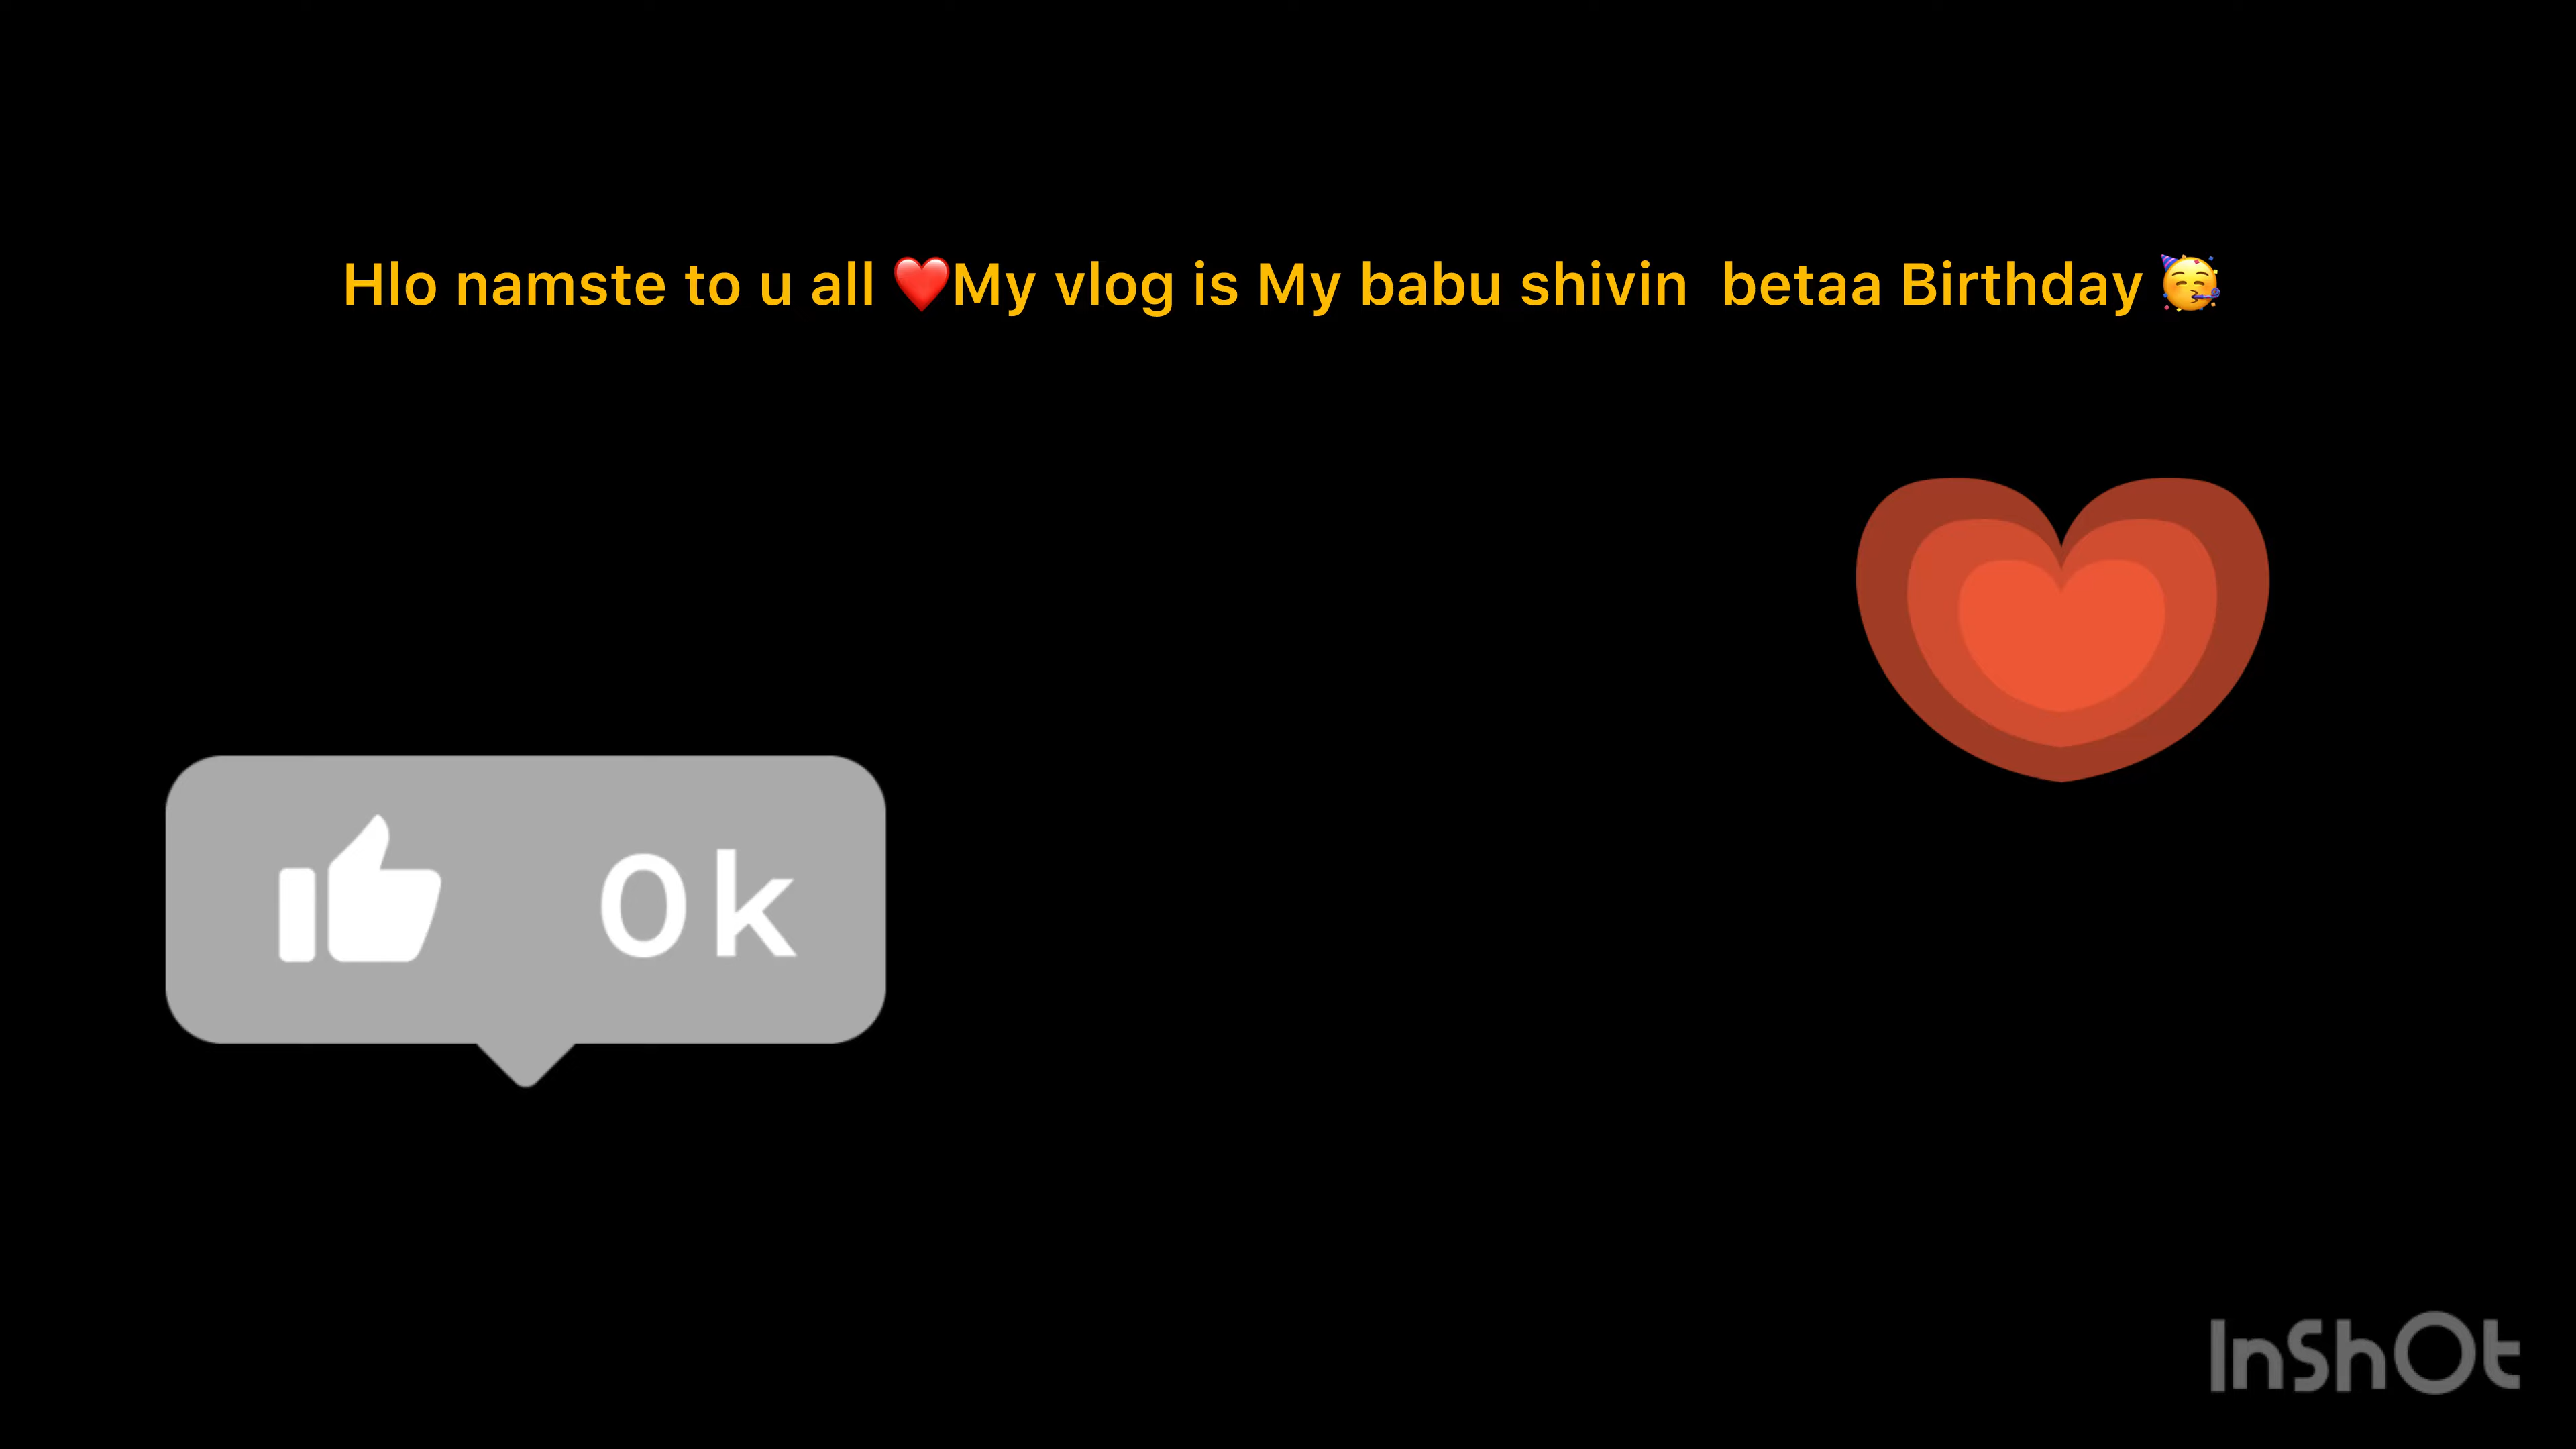 Hlo namste to u all ❤️My vlog is My babu shivin  betaa Birthday 🥳
0k
InShOt